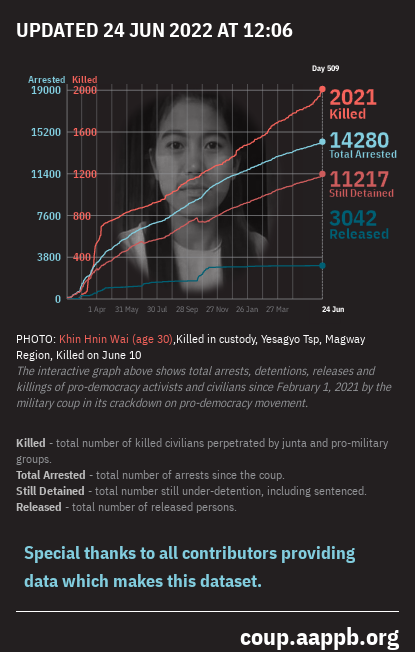 UPDATED 24 JUN 2022 AT 12:06
Day 509
Arrested Killed
19000 2000
2021
Killed
15200 1600
14280
Total Arrested
11400 1200
11217
Still Detained
7600 800
3042
Released
3800 400
0
1 Apr 31 May 30 Jul 28 Sep 27 Nov 26 Jan 27 Mar 24 Jun
PHOTO: Khin Hnin Wai (age 30),Killed in custody, Yesagyo Tsp, Magway
Region, Killed on June 10
The interactive graph above shows total arrests, detentions, releases and
killings of pro-democracy activists and civilians since February 1, 2021 by the
military coup in its crackdown on pro-democracy movement.
Killed - total number of killed civilians perpetrated by junta and pro-military
groups.
Total Arrested - total number of arrests since the coup.
Still Detained - total number still under-detention, including sentenced.
Released - total number of released persons.
Special thanks to all contributors providing
data which makes this dataset.
coup.aappb.org